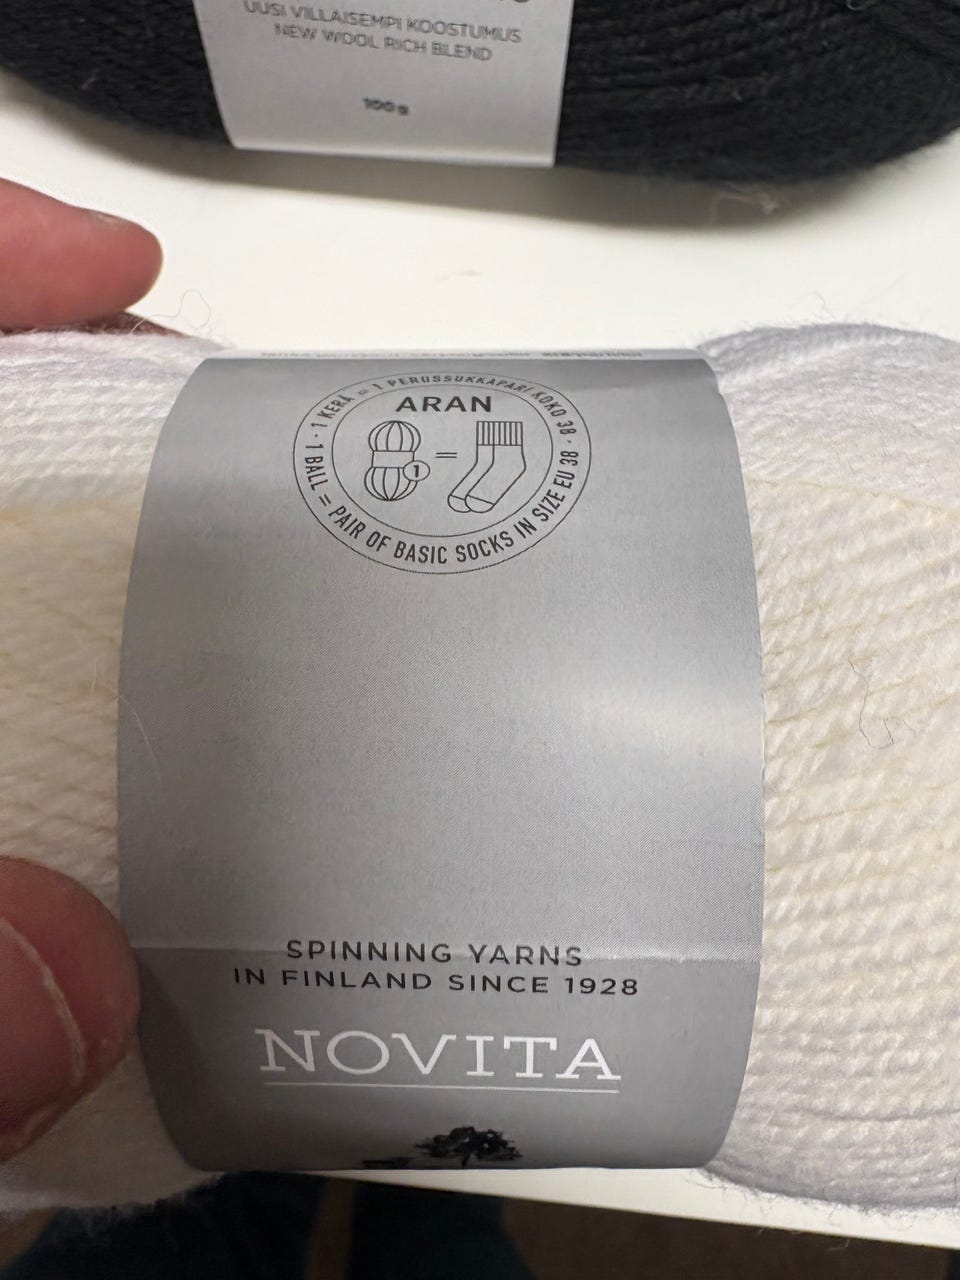 UUSI VILLAISEMPI KOOSTUMUS
NEW WOOL RICH BLEND
100 g
1 KERÄ = 1 PERUSSUKKAPARI KOKO 38 ·
1 BALL = PAIR OF BASIC SOCKS IN SIZE EU 38 ·
ARAN
1
=
SPINNING YARNS
IN FINLAND SINCE 1928
NOVITA